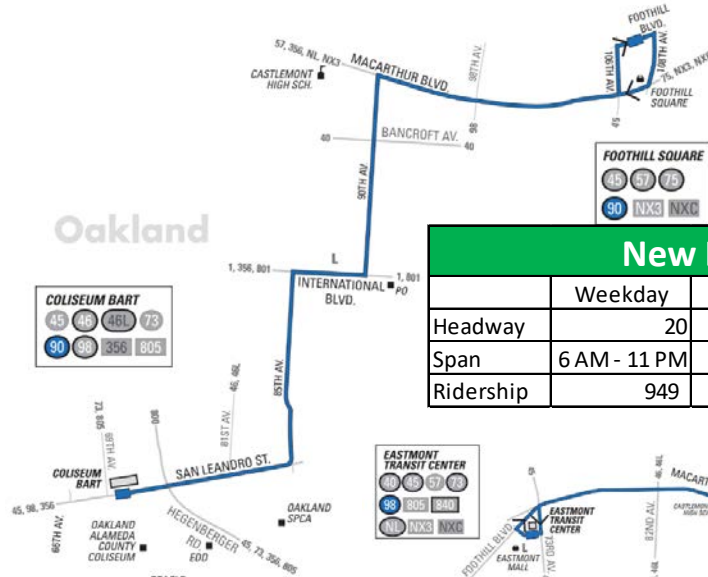 FOOTHILL
BLVD.
106TH AV.
108TH AV.
57, 356, NL, NX3
MACARTHUR BLVD.
98TH AV.
CASTLEMONT
HIGH SCH.
75, NX3,
FOOTHILL
SQUARE
45
98
40
BANCROFT AV.
40
90TH AV.
FOOTHILL SQUARE
45 57 75
90 NX3 NXC
Oakland
New
Weekday
Headway 20
Span 6 AM - 11 PM
Ridership 949
L
1, 356, 801
1, 801
INTERNATIONAL
BLVD.
PO
COLISEUM BART
45 46 46L 73
90 98 356 805
85TH AV.
46, 46L
81ST AV.
73, 805
69TH AV.
800
SAN LEANDRO ST.
COLISEUM
BART
45, 98, 356
66TH AV.
OAKLAND
ALAMEDA
COUNTY
COLISEUM
HEGENBERGER
RD.
EDD
45, 73, 356, 805
OAKLAND
SPCA
EASTMONT
TRANSIT CENTER
40 45 57 73
98 805 840
NL NX3 NXC
45
46, 46L
EASTMONT
TRANSIT
CENTER
FOOTHILL BLVD.
73RD AV.
82ND AV.
L
EASTMONT
MALL